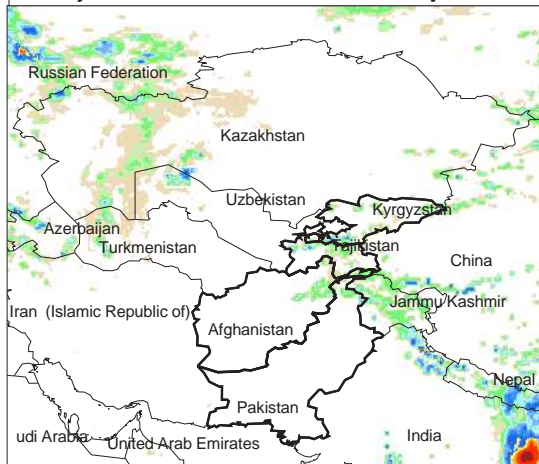 Russian Federation
Kazakhstan
Uzbekistan
Kyrgyzstan
Azerbaijan
Turkmenistan
Tajikistan
China
Iran (Islamic Republic of)
Jammu Kashmir
Afghanistan
Nepal
Pakistan
India
udi Arabia
United Arab Emirates